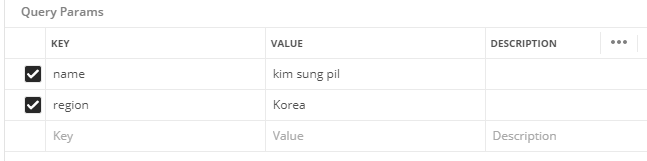 Query Params
KEY VALUE DESCRIPTION •••
name kim sung pil
region Korea
Key Value Description